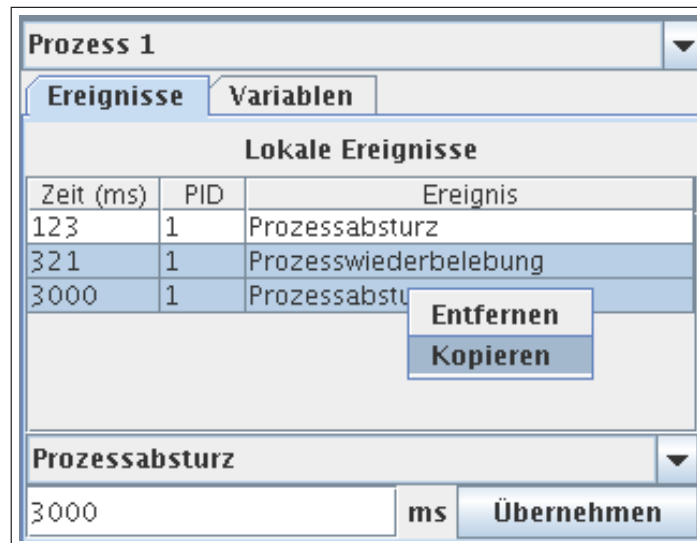 Prozess 1
Ereignisse Variablen
Lokale Ereignisse
Zeit (ms) PID Ereignis
123 1 Prozessabsturz
321 1 Prozesswiederbelebung
3000 1 Prozessabstu
Entfernen
Kopieren
Prozessabsturz
3000 ms Übernehmen